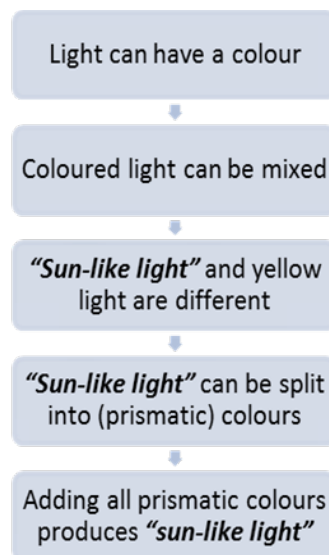 Light can have a colour
Coloured light can be mixed
“Sun-like light” and yellow
light are different
“Sun-like light” can be split
into (prismatic) colours
Adding all prismatic colours
produces “sun-like light”